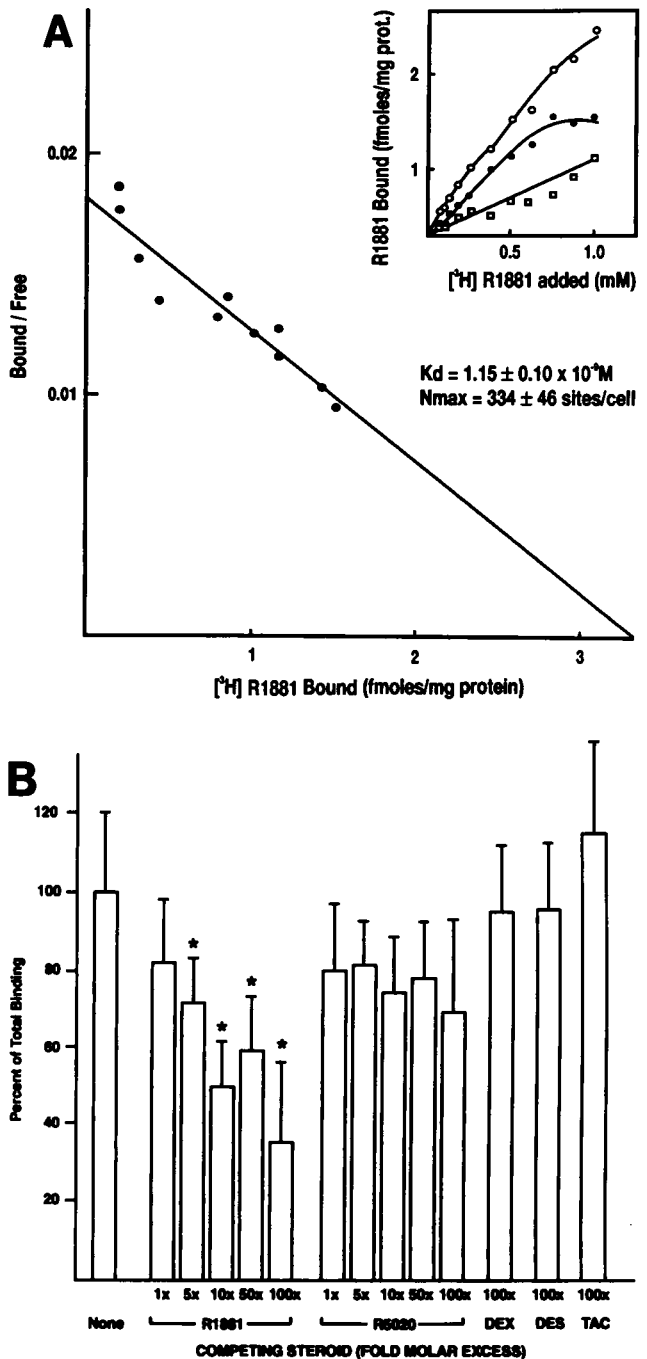 A
0.02
0.01
Bound / Free
1
2
3
[³H] R1881 Bound (fmoles/mg protein)
R1881 Bound (fmoles/mg prot.)
2
1
0.5
1.0
[³H] R1881 added (mM)
Kd = 1.15 ± 0.10 x 10⁻⁹M
Nmax = 334 ± 46 sites/cell
B
Percent of Total Binding
120
100
80
60
40
20
*
*
*
*
1x 5x 10x 50x 100x 1x 5x 10x 50x 100x 100x 100x 100x
None R1881 R5020 DEX DES TAC
COMPETING STEROID (FOLD MOLAR EXCESS)